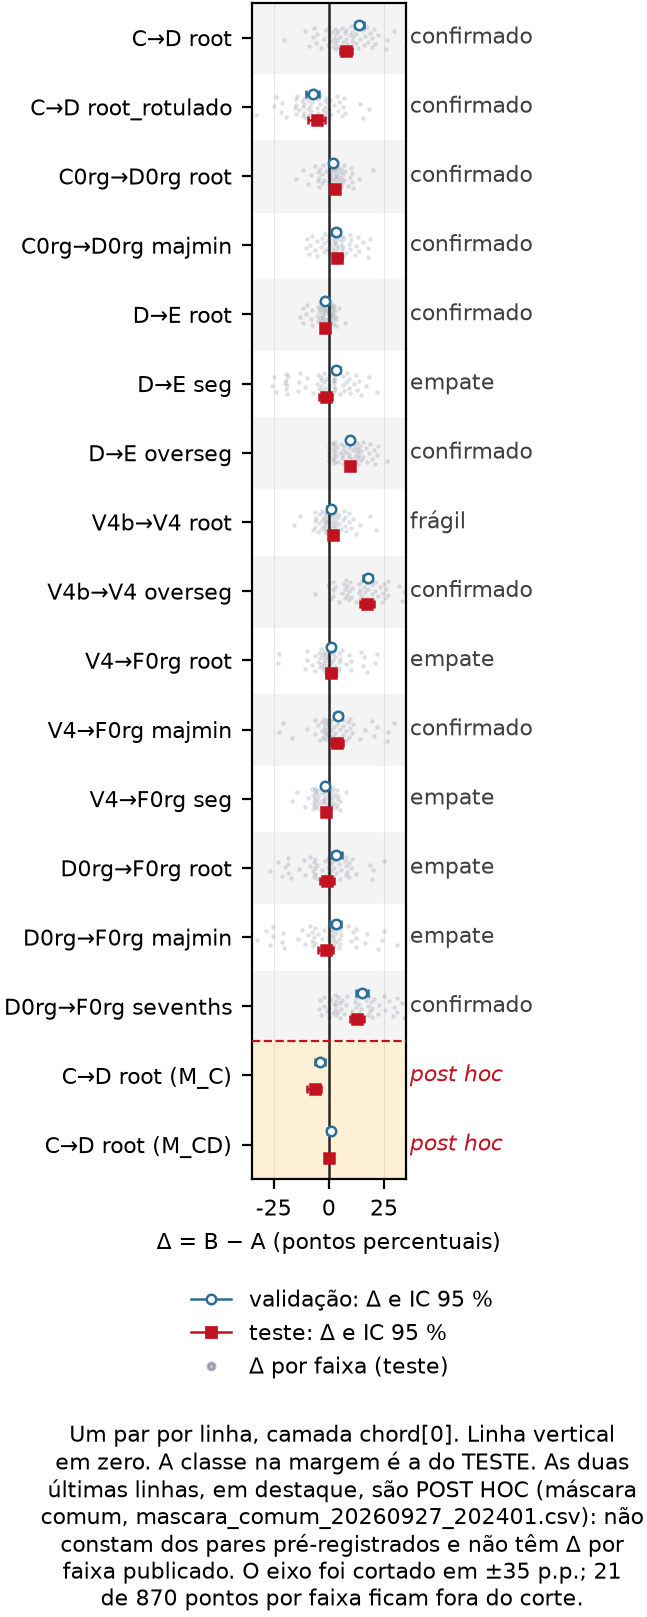 C→D root confirmado
C→D root_rotulado confirmado
C0rg→D0rg root confirmado
C0rg→D0rg majmin confirmado
D→E root confirmado
D→E seg empate
D→E overseg confirmado
V4b→V4 root frágil
V4b→V4 overseg confirmado
V4→F0rg root empate
V4→F0rg majmin confirmado
V4→F0rg seg empate
D0rg→F0rg root empate
D0rg→F0rg majmin empate
D0rg→F0rg sevenths confirmado
C→D root (M_C) post hoc
C→D root (M_CD) post hoc
-25 0 25
Δ = B − A (pontos percentuais)
validação: Δ e IC 95 %
teste: Δ e IC 95 %
Δ por faixa (teste)
Um par por linha, camada chord[0]. Linha vertical
em zero. A classe na margem é a do TESTE. As duas
últimas linhas, em destaque, são POST HOC (máscara
comum, mascara_comum_20260927_202401.csv): não
constam dos pares pré-registrados e não têm Δ por
faixa publicado. O eixo foi cortado em ±35 p.p.; 21
de 870 pontos por faixa ficam fora do corte.